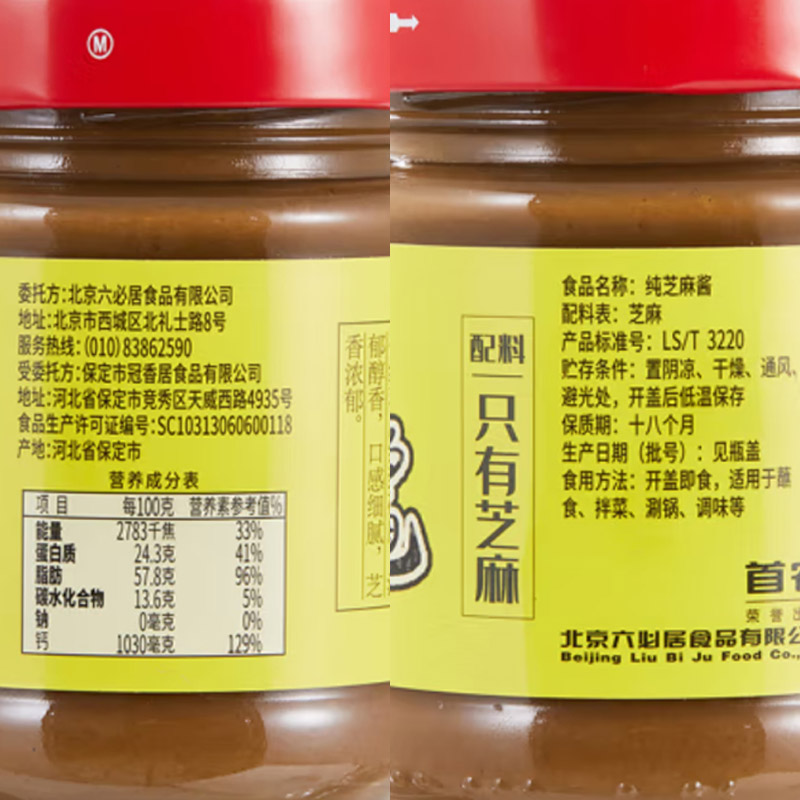 M
委托方:北京六必居食品有限公司
地址:北京市西城区北礼士路8号
服务热线:(010)83862590
受委托方:保定市冠香居食品有限公司
地址:河北省保定市竞秀区天威西路4935号
食品生产许可证编号:SC10313060600118
产地:河北省保定市
营养成分表
项目 每100克 营养素参考值%
能量 2783千焦 33%
蛋白质 24.3克 41%
脂肪 57.8克 96%
碳水化合物 13.6克 5%
钠 0毫克 0%
钙 1030毫克 129%
郁醇香,口感细腻,芝
香浓郁。
配料
只有芝麻
食品名称:纯芝麻酱
配料表:芝麻
产品标准号:LS/T 3220
贮存条件:置阴凉、干燥、通风、
避光处,开盖后低温保存
保质期:十八个月
生产日期(批号):见瓶盖
食用方法:开盖即食,适用于蘸
食、拌菜、涮锅、调味等
首农
荣誉出
北京六必居食品有限公
Beijing Liu Bi Ju Food Co.,